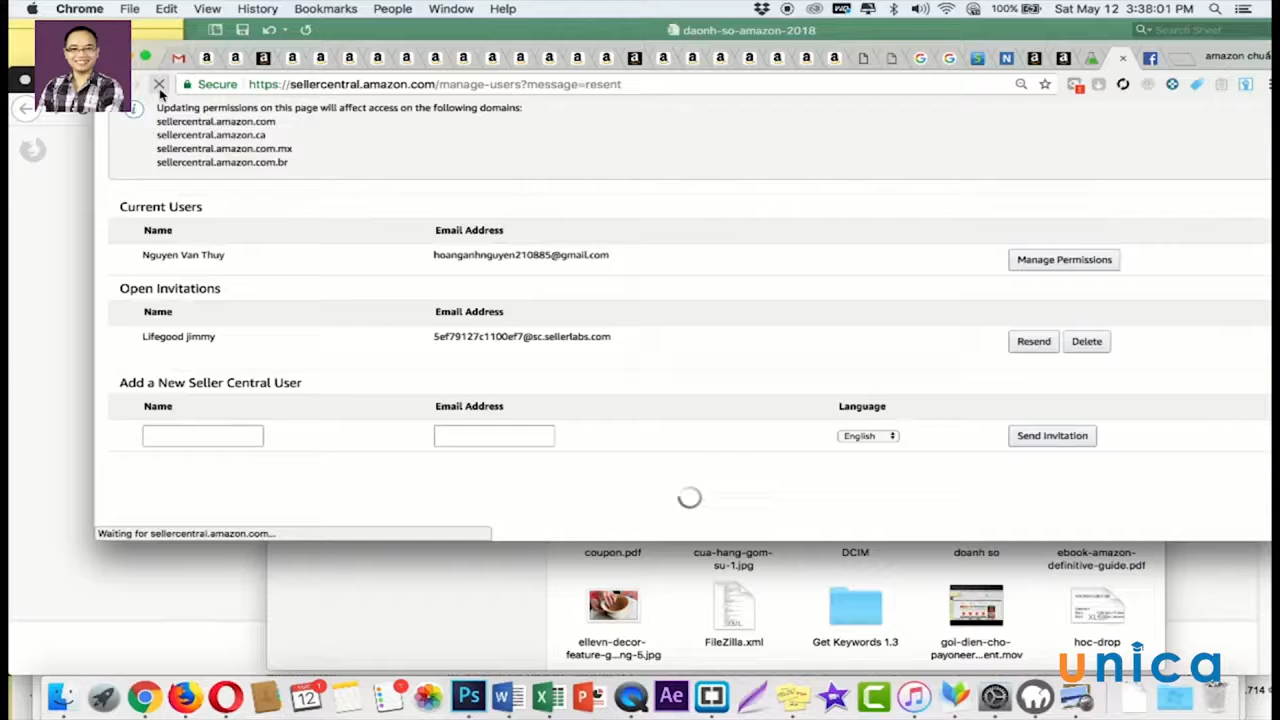 Chrome File Edit View History Bookmarks People Window Help 100% Sat May 12 3:38:01 PM
daonh-so-amazon-2018 Search Sheet
amazon chuẩ
Secure https://sellercentral.amazon.com/manage-users?message=resent
Updating permissions on this page will affect access on the following domains:
sellercentral.amazon.com
sellercentral.amazon.ca
sellercentral.amazon.com.mx
sellercentral.amazon.com.br
Current Users
Name Email Address
Nguyen Van Thuy hoanganhnguyen210885@gmail.com Manage Permissions
Open Invitations
Name Email Address
Lifegood jimmy 5ef79127c1100ef7@sc.sellerlabs.com Resend Delete
Add a New Seller Central User
Name Email Address Language
English Send Invitation
Waiting for sellercentral.amazon.com...
coupon.pdf cua-hang-gom-su-1.jpg DCIM doanh so ebook-amazon-definitive-guide.pdf
ellevn-decor-feature-g...ng-5.jpg FileZilla.xml Get Keywords 1.3 goi-dien-cho-payoneer...ent.mov hoc-drop
unica
.714